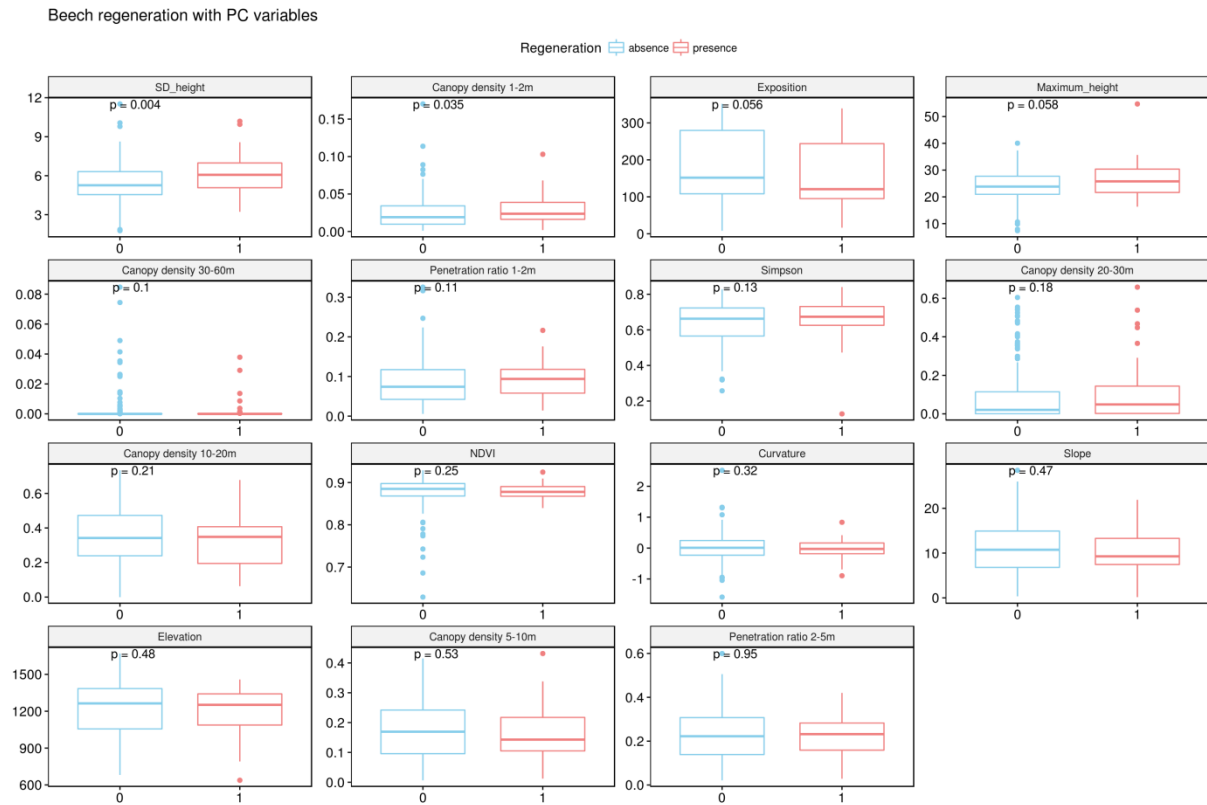 Beech regeneration with PC variables
Regeneration absence presence
SD_height Canopy density 1-2m Exposition Maximum_height
p = 0.004 p = 0.035 p = 0.056 p = 0.058
12 9 6 3
0.15 0.10 0.05 0.00
300 200 100 0
50 40 30 20 10
0 1 0 1 0 1 0 1
Canopy density 30-60m Penetration ratio 1-2m Simpson Canopy density 20-30m
p = 0.1 p = 0.11 p = 0.13 p = 0.18
0.08 0.06 0.04 0.02 0.00
0.3 0.2 0.1 0.0
0.8 0.6 0.4 0.2
0.6 0.4 0.2 0.0
0 1 0 1 0 1 0 1
Canopy density 10-20m NDVI Curvature Slope
p = 0.21 p = 0.25 p = 0.32 p = 0.47
0.6 0.4 0.2 0.0
0.9 0.8 0.7
2 1 0 -1
20 10 0
0 1 0 1 0 1 0 1
Elevation Canopy density 5-10m Penetration ratio 2-5m
p = 0.48 p = 0.53 p = 0.95
1500 1200 900 600
0.4 0.3 0.2 0.1 0.0
0.6 0.4 0.2 0.0
0 1 0 1 0 1